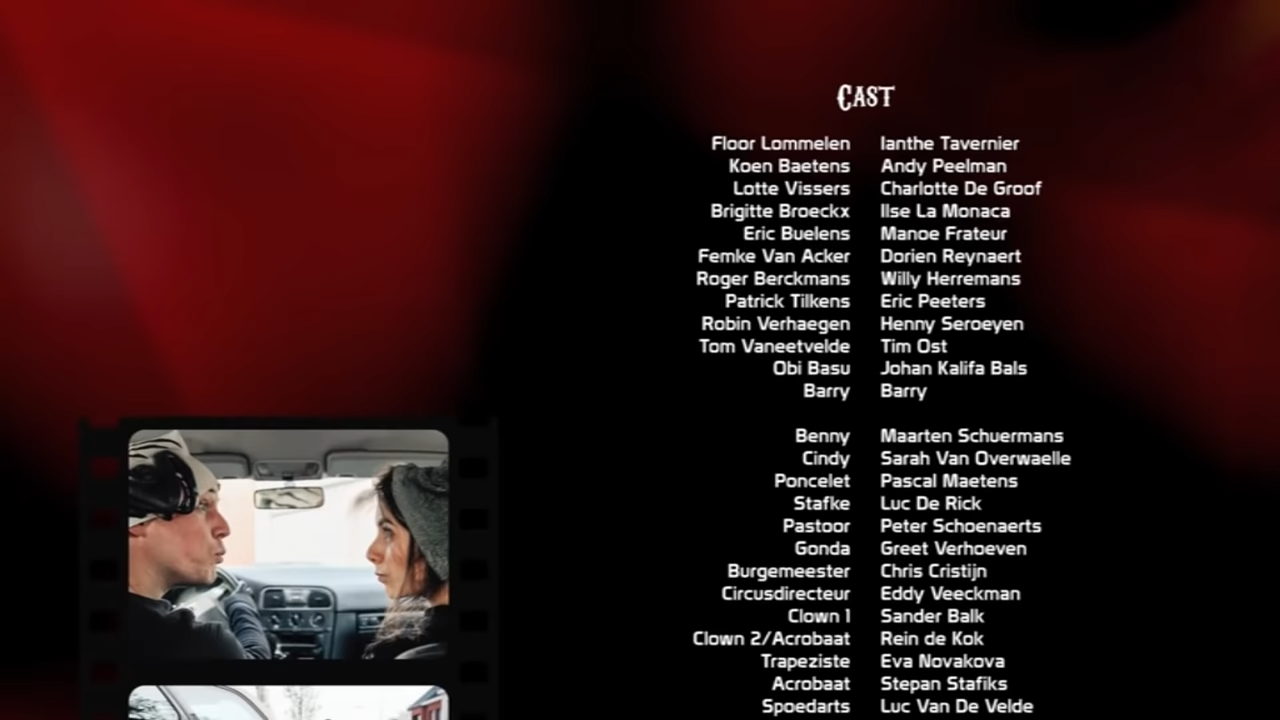 Cast
Floor Lommelen Ianthe Tavernier
Koen Baetens Andy Peelman
Lotte Vissers Charlotte De Groof
Brigitte Broeckx Ilse La Monaca
Eric Buelens Manoe Frateur
Femke Van Acker Dorien Reynaert
Roger Berckmans Willy Herremans
Patrick Tilkens Eric Peeters
Robin Verhaegen Henny Seroeyen
Tom Vaneetvelde Tim Ost
Obi Basu Johan Kalifa Bals
Barry Barry
Benny Maarten Schuermans
Cindy Sarah Van Overwaelle
Poncelet Pascal Maetens
Stafke Luc De Rick
Pastoor Peter Schoenaerts
Gonda Greet Verhoeven
Burgemeester Chris Cristijn
Circusdirecteur Eddy Veeckman
Clown 1 Sander Balk
Clown 2/Acrobaat Rein de Kok
Trapeziste Eva Novakova
Acrobaat Stepan Stafiks
Spoedarts Luc Van De Velde